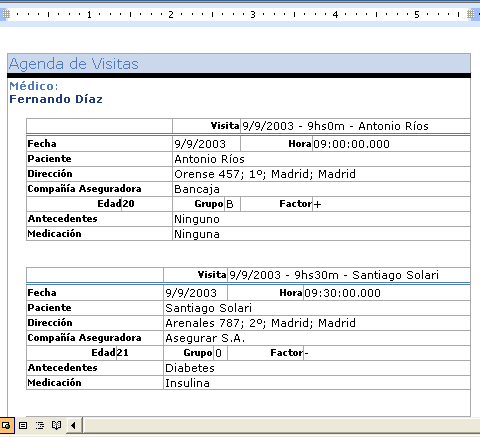 1 2 3 4 5
Agenda de Visitas
Médico:
Fernando Díaz
Visita 9/9/2003 - 9hs0m - Antonio Ríos
Fecha 9/9/2003 Hora 09:00:00.000
Paciente Antonio Ríos
Dirección Orense 457; 1º; Madrid; Madrid
Compañía Aseguradora Bancaja
Edad 20 Grupo B Factor +
Antecedentes Ninguno
Medicación Ninguna
Visita 9/9/2003 - 9hs30m - Santiago Solari
Fecha 9/9/2003 Hora 09:30:00.000
Paciente Santiago Solari
Dirección Arenales 787; 2º; Madrid; Madrid
Compañía Aseguradora Asegurar S.A.
Edad 21 Grupo 0 Factor -
Antecedentes Diabetes
Medicación Insulina